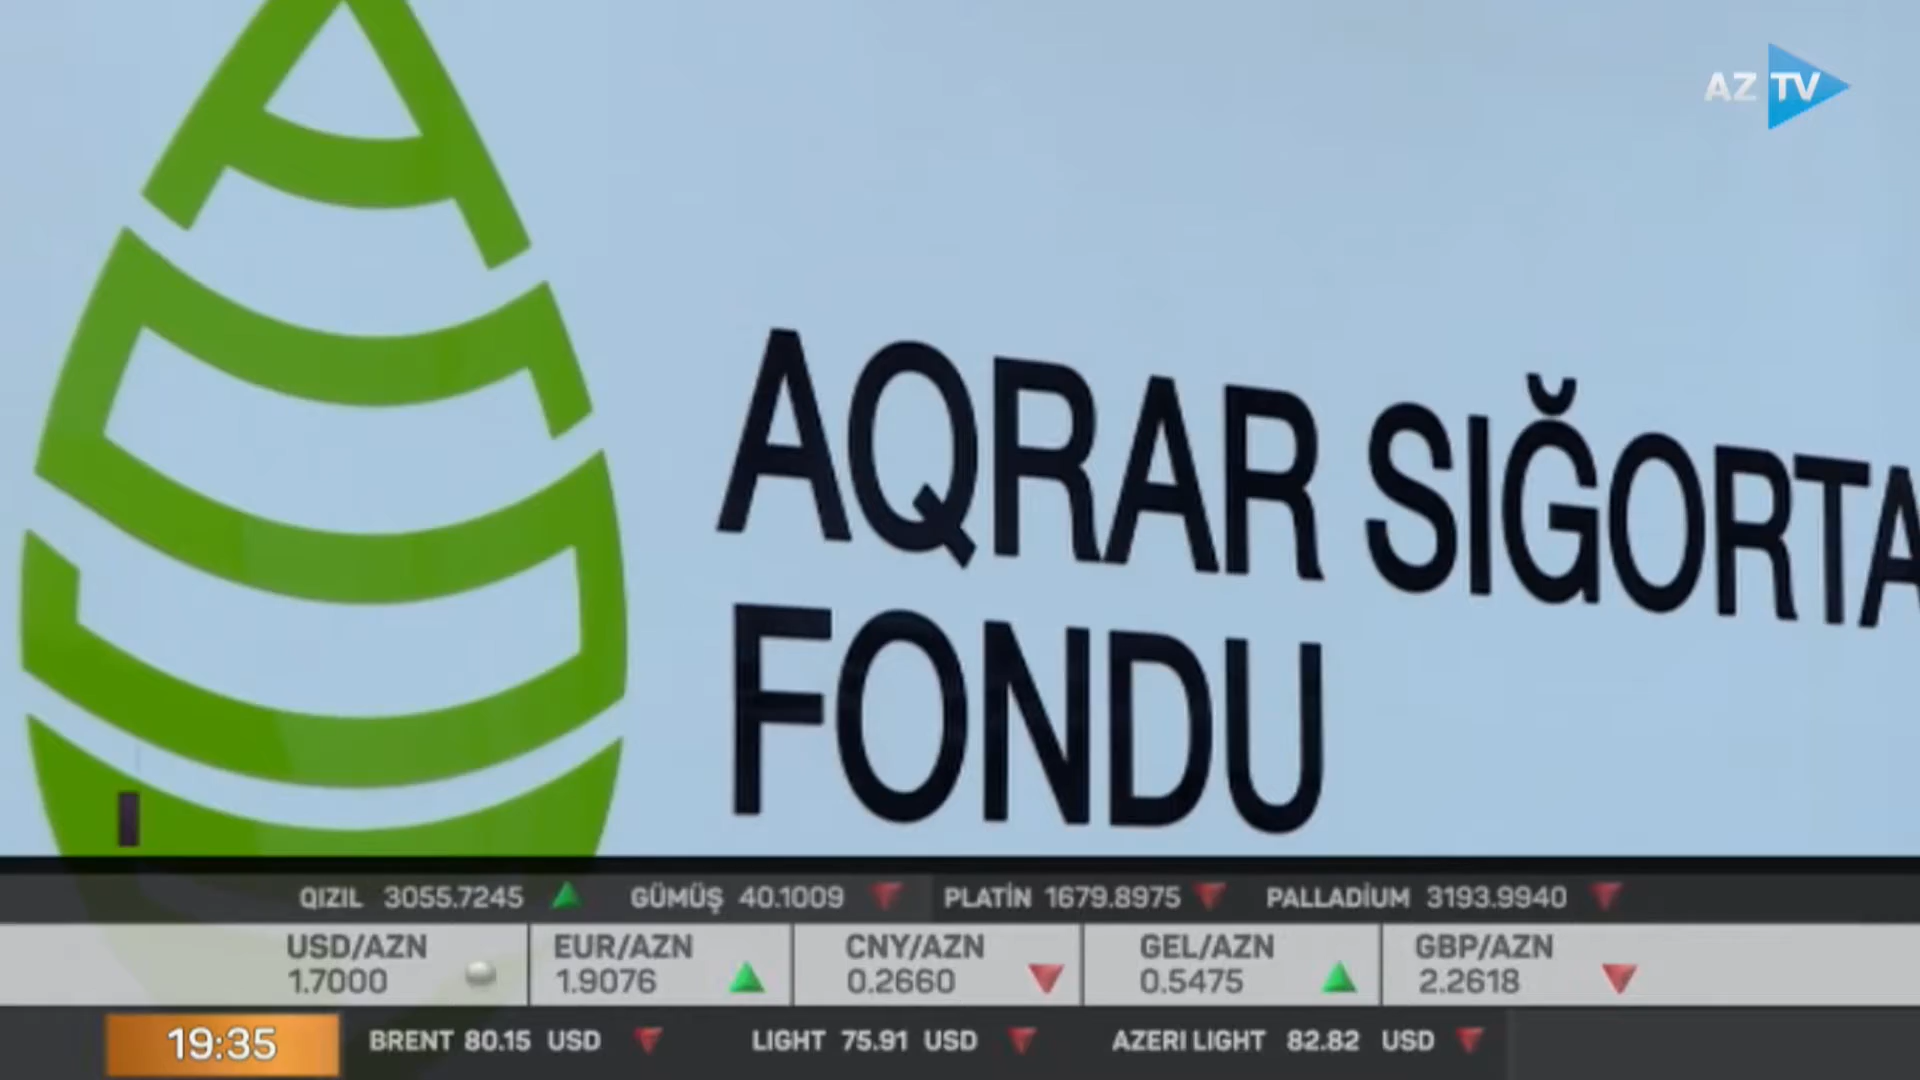 AZ TV
AQRAR SIĞORTA
FONDU
QIZIL 3055.7245 GÜMÜŞ 40.1009 PLATİN 1679.8975 PALLADİUM 3193.9940
USD/AZN EUR/AZN CNY/AZN GEL/AZN GBP/AZN
1.7000 1.9076 0.2660 0.5475 2.2618
19:35 BRENT 80.15 USD LIGHT 75.91 USD AZERI LIGHT 82.82 USD